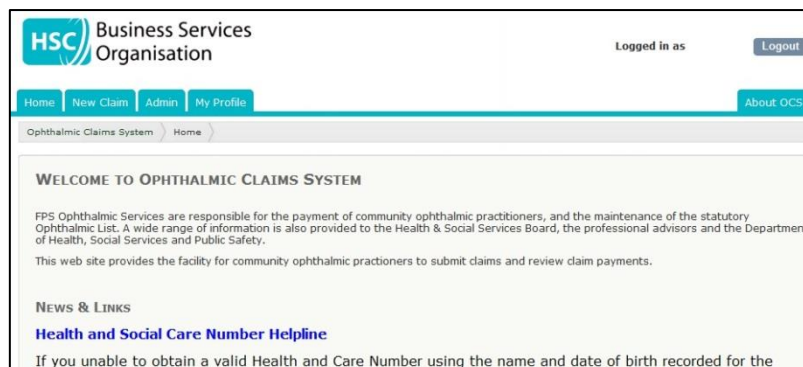 HSC
Business Services
Organisation
Logged in as
Logout
Home
New Claim
Admin
My Profile
About OCS
Ophthalmic Claims System
Home
WELCOME TO OPHTHALMIC CLAIMS SYSTEM
FPS Ophthalmic Services are responsible for the payment of community ophthalmic practitioners, and the maintenance of the statutory
Ophthalmic List. A wide range of information is also provided to the Health & Social Services Board, the professional advisors and the Departmen
of Health, Social Services and Public Safety.
This web site provides the facility for community ophthalmic practioners to submit claims and review claim payments.
NEWS & LINKS
Health and Social Care Number Helpline
If you unable to obtain a valid Health and Care Number using the name and date of birth recorded for the